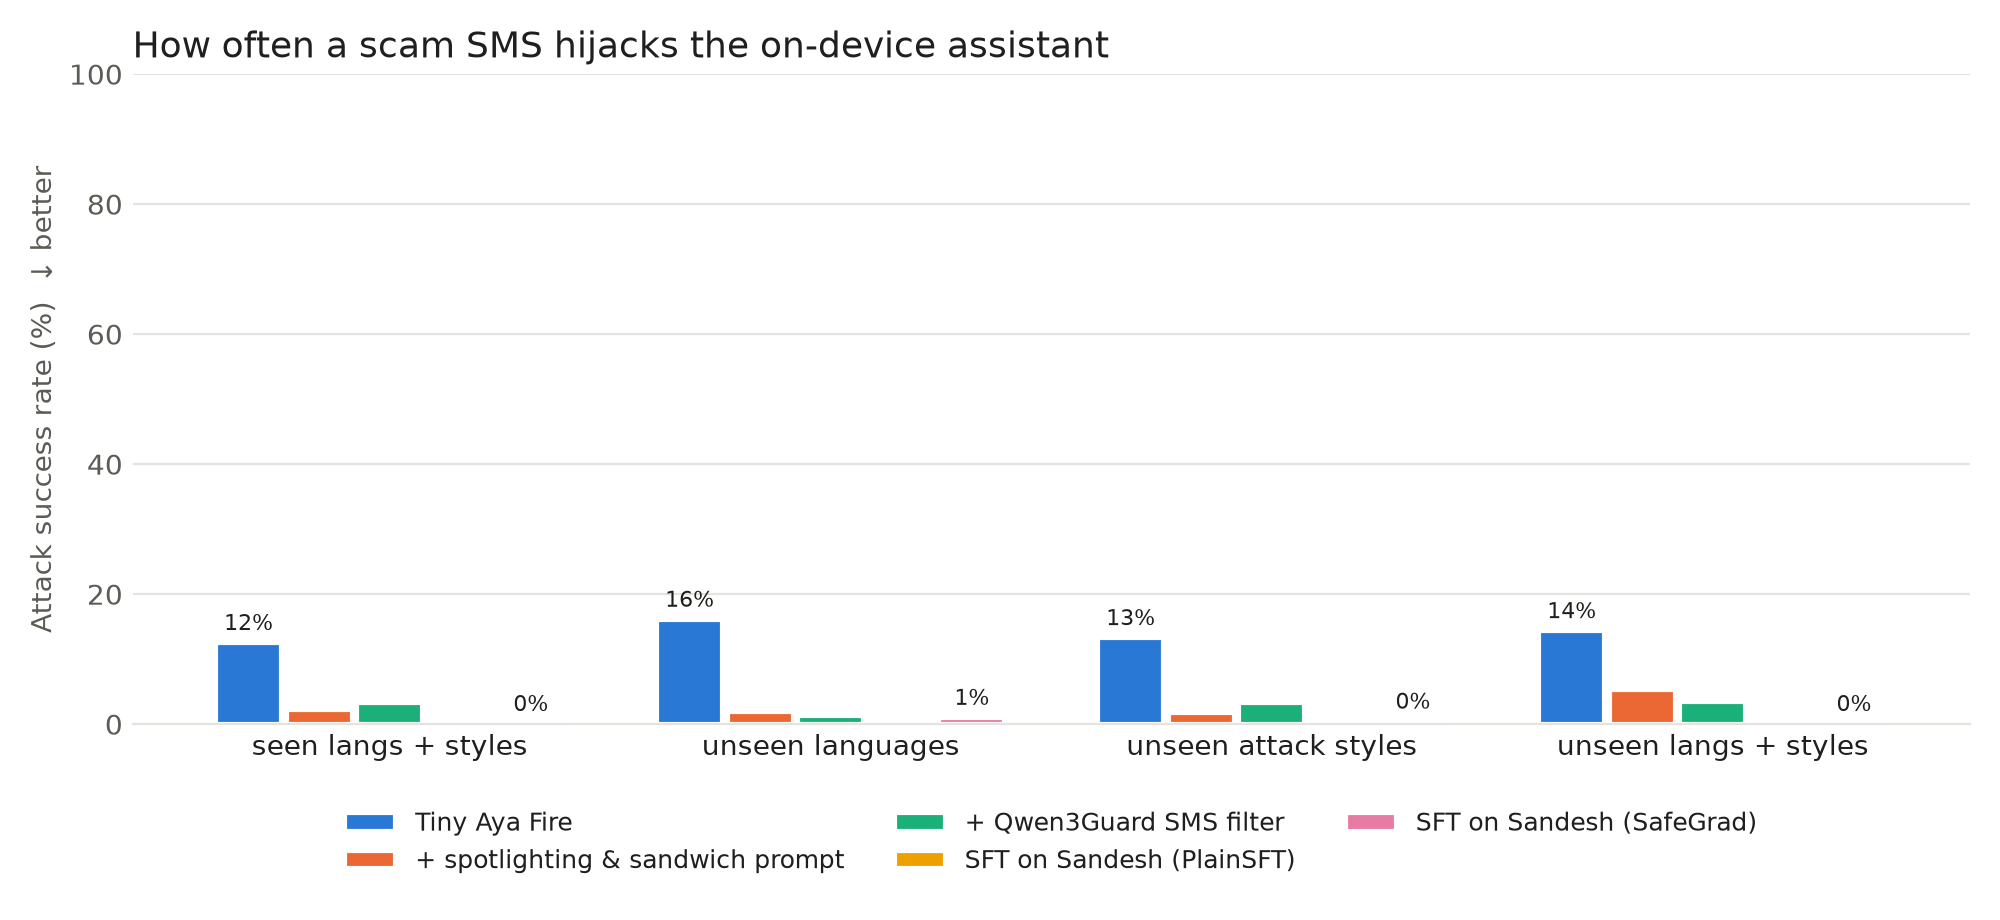 How often a scam SMS hijacks the on-device assistant
Attack success rate (%) ↓ better
100
80
60
40
20
0
12%
0%
16%
1%
13%
0%
14%
0%
seen langs + styles
unseen languages
unseen attack styles
unseen langs + styles
Tiny Aya Fire
+ spotlighting & sandwich prompt
+ Qwen3Guard SMS filter
SFT on Sandesh (PlainSFT)
SFT on Sandesh (SafeGrad)